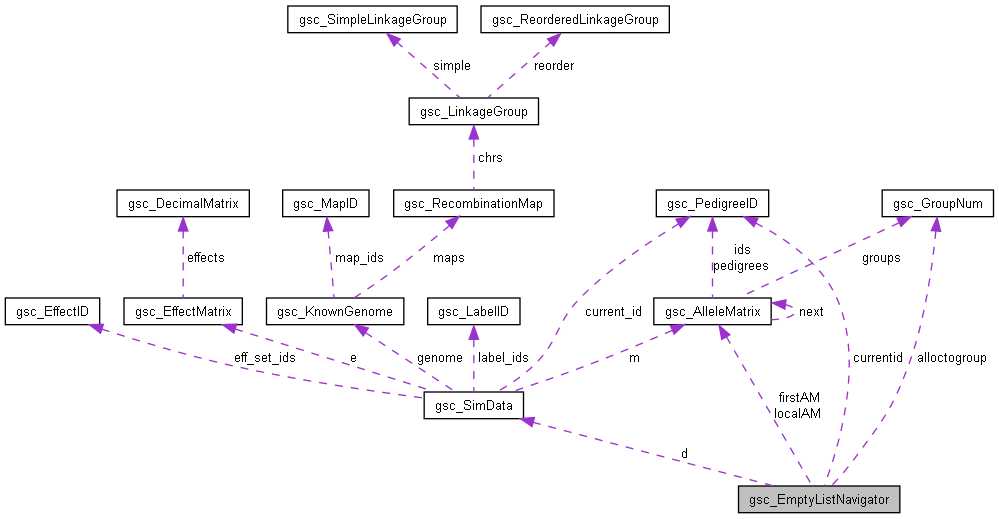 gsc_SimpleLinkageGroup
gsc_ReorderedLinkageGroup
simple
reorder
gsc_LinkageGroup
chrs
gsc_DecimalMatrix
gsc_MapID
gsc_RecombinationMap
gsc_PedigreeID
gsc_GroupNum
effects
map_ids
maps
ids
pedigrees
groups
gsc_EffectID
gsc_EffectMatrix
gsc_KnownGenome
gsc_LabelID
current_id
gsc_AlleleMatrix
next
eff_set_ids
e
genome
label_ids
m
currentid
alloctogroup
gsc_SimData
firstAM
localAM
d
gsc_EmptyListNavigator